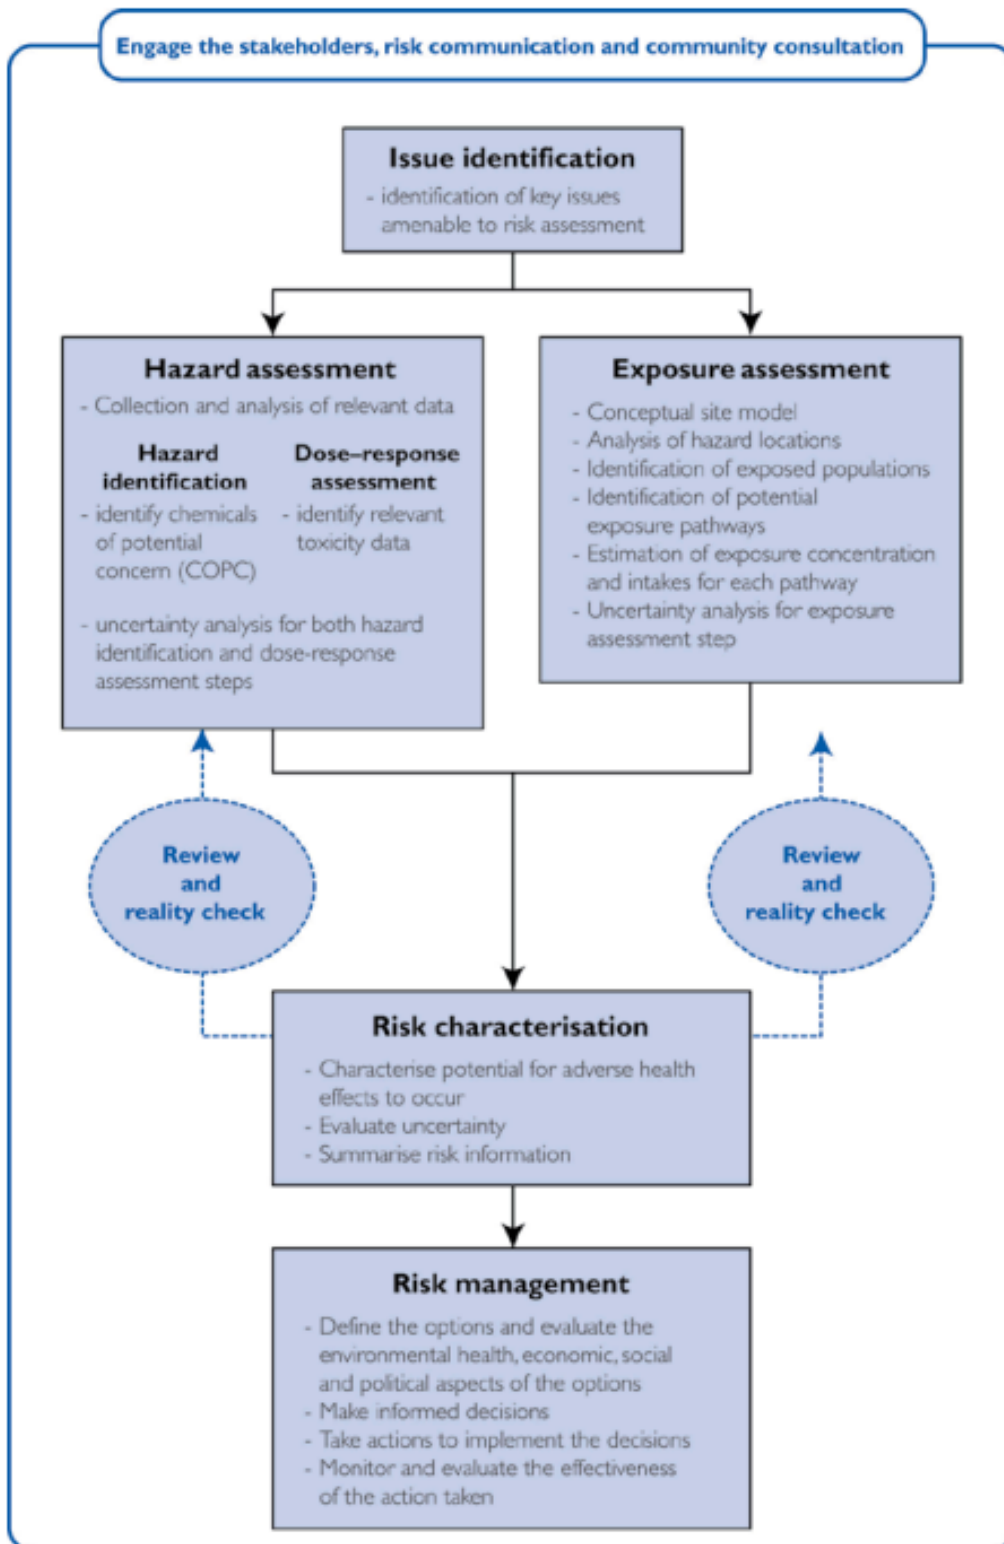 Engage the stakeholders, risk communication and community consultation
Issue identification
- identification of key issues
amenable to risk assessment
Hazard assessment
- Collection and analysis of relevant data
Hazard
identification
- identify chemicals
of potential
concern (COPC)
Dose–response
assessment
- identify relevant
toxicity data
- uncertainty analysis for both hazard
identification and dose-response
assessment steps
Exposure assessment
- Conceptual site model
- Analysis of hazard locations
- Identification of exposed populations
- Identification of potential
exposure pathways
- Estimation of exposure concentration
and intakes for each pathway
- Uncertainty analysis for exposure
assessment step
Review
and
reality check
Review
and
reality check
Risk characterisation
- Characterise potential for adverse health
effects to occur
- Evaluate uncertainty
- Summarise risk information
Risk management
- Define the options and evaluate the
environmental health, economic, social
and political aspects of the options
- Make informed decisions
- Take actions to implement the decisions
- Monitor and evaluate the effectiveness
of the action taken